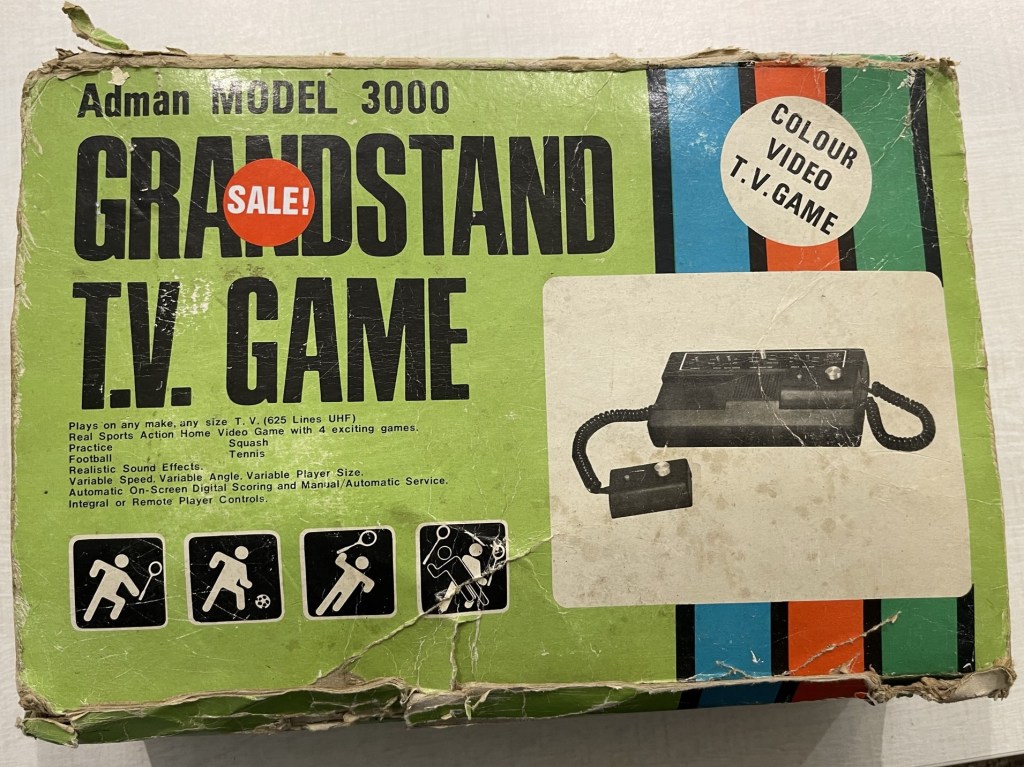 Adman MODEL 3000
GRANDSTAND
SALE!
T.V. GAME
COLOUR
VIDEO
T.V. GAME
Plays on any make, any size T. V. (625 Lines UHF)
Real Sports Action Home Video Game with 4 exciting games.
Practice Squash
Football Tennis
Realistic Sound Effects.
Variable Speed, Variable Angle, Variable Player Size.
Automatic On-Screen Digital Scoring and Manual/Automatic Service.
Integral or Remote Player Controls.